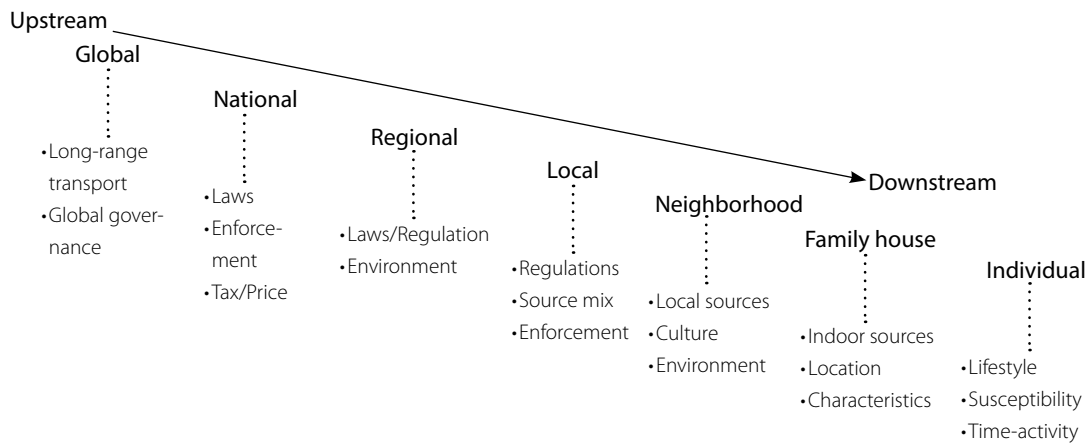 Upstream
Global
•Long-range
transport
•Global gover-
nance
National
•Laws
•Enforce-
ment
•Tax/Price
Regional
•Laws/Regulation
•Environment
Local
•Regulations
•Source mix
•Enforcement
Downstream
Neighborhood
•Local sources
•Culture
•Environment
Family house
•Indoor sources
•Location
•Characteristics
Individual
•Lifestyle
•Susceptibility
•Time-activity